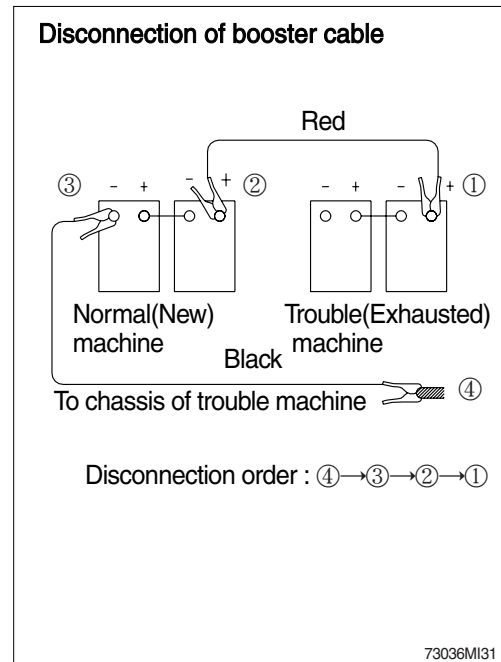 Disconnection of booster cable
Red
③ - + - + ② - + - + ①
Normal(New) Trouble(Exhausted)
machine machine
Black
To chassis of trouble machine ④
Disconnection order : ④→③→②→①
73036MI31